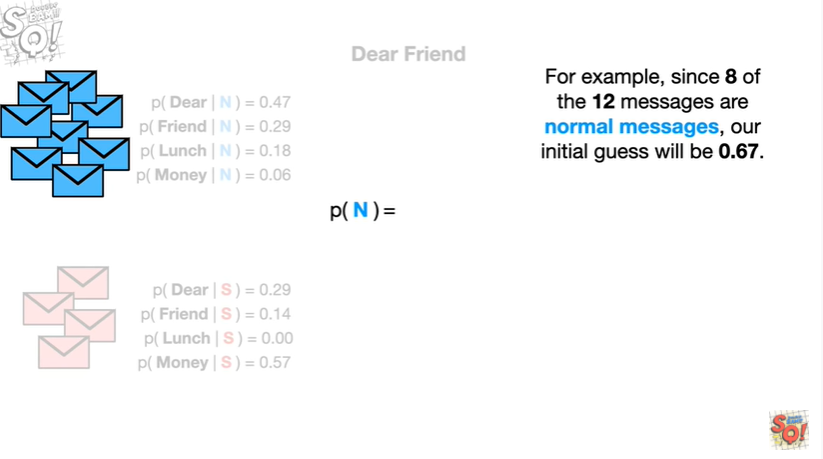 Dear Friend
For example, since 8 of
the 12 messages are
normal messages, our
initial guess will be 0.67.
p( Dear | N ) = 0.47
p( Friend | N ) = 0.29
p( Lunch | N ) = 0.18
p( Money | N ) = 0.06
p( N ) =
p( Dear | S ) = 0.29
p( Friend | S ) = 0.14
p( Lunch | S ) = 0.00
p( Money | S ) = 0.57
SQ!
SQ!